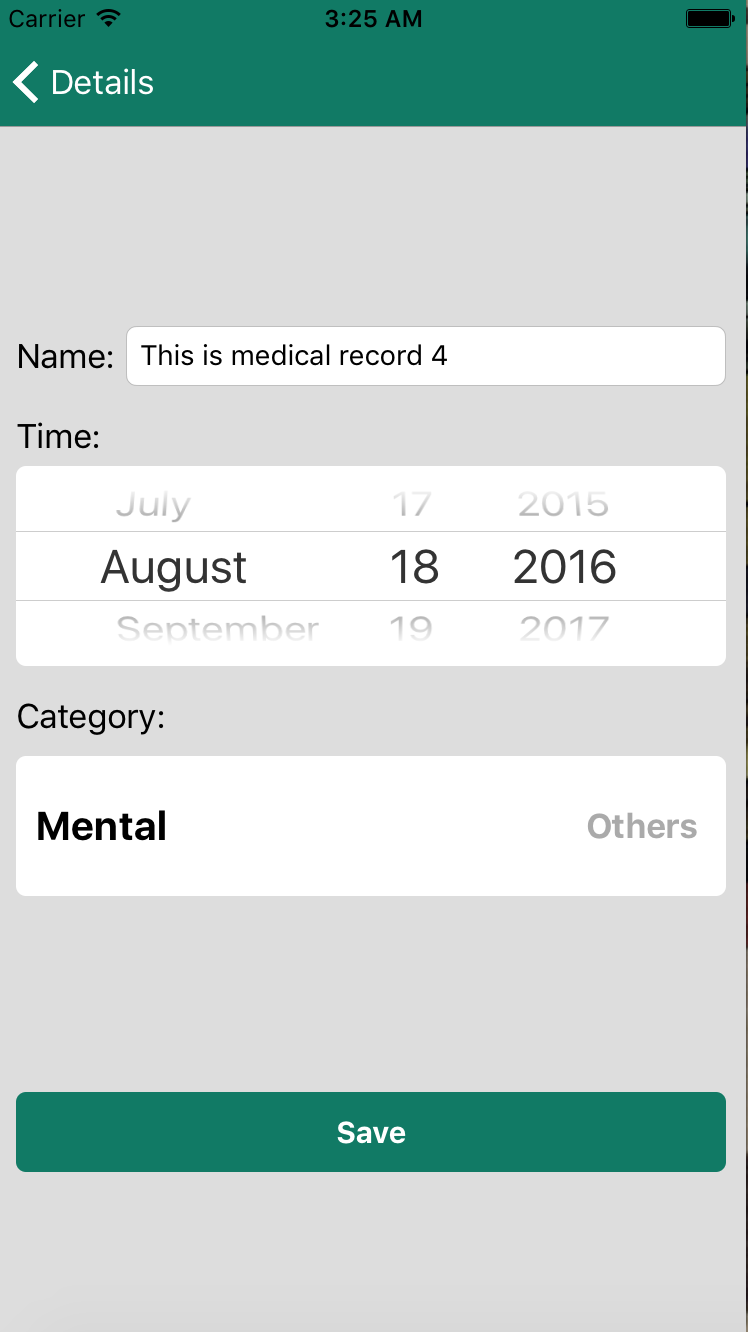 Carrier 3:25 AM
Details
Name: This is medical record 4
Time:
July 17 2015
August 18 2016
September 19 2017
Category:
Mental Others
Save